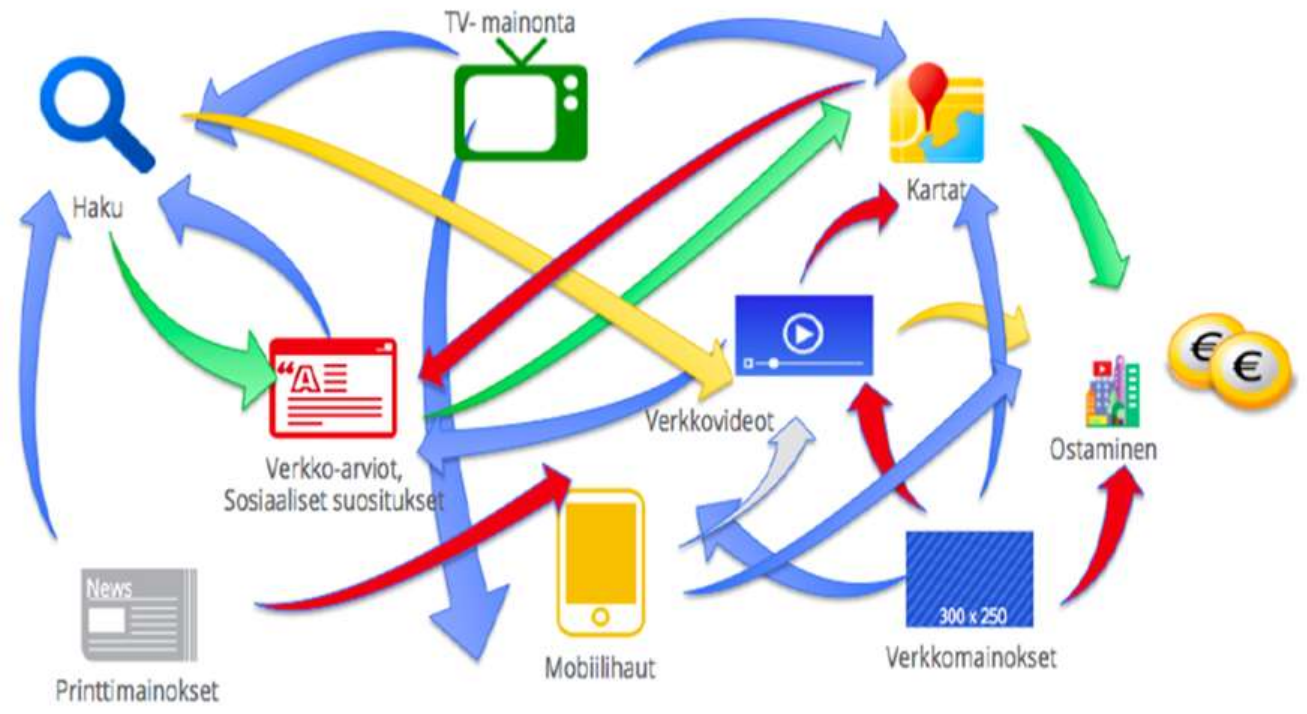 TV- mainonta
Haku
Kartat
“A
Verkkovideot
Verkko-arviot,
Sosiaaliset suositukset
Ostaminen
€
€
News
300 x 250
Printtimainokset
Mobiilihaut
Verkkomainokset